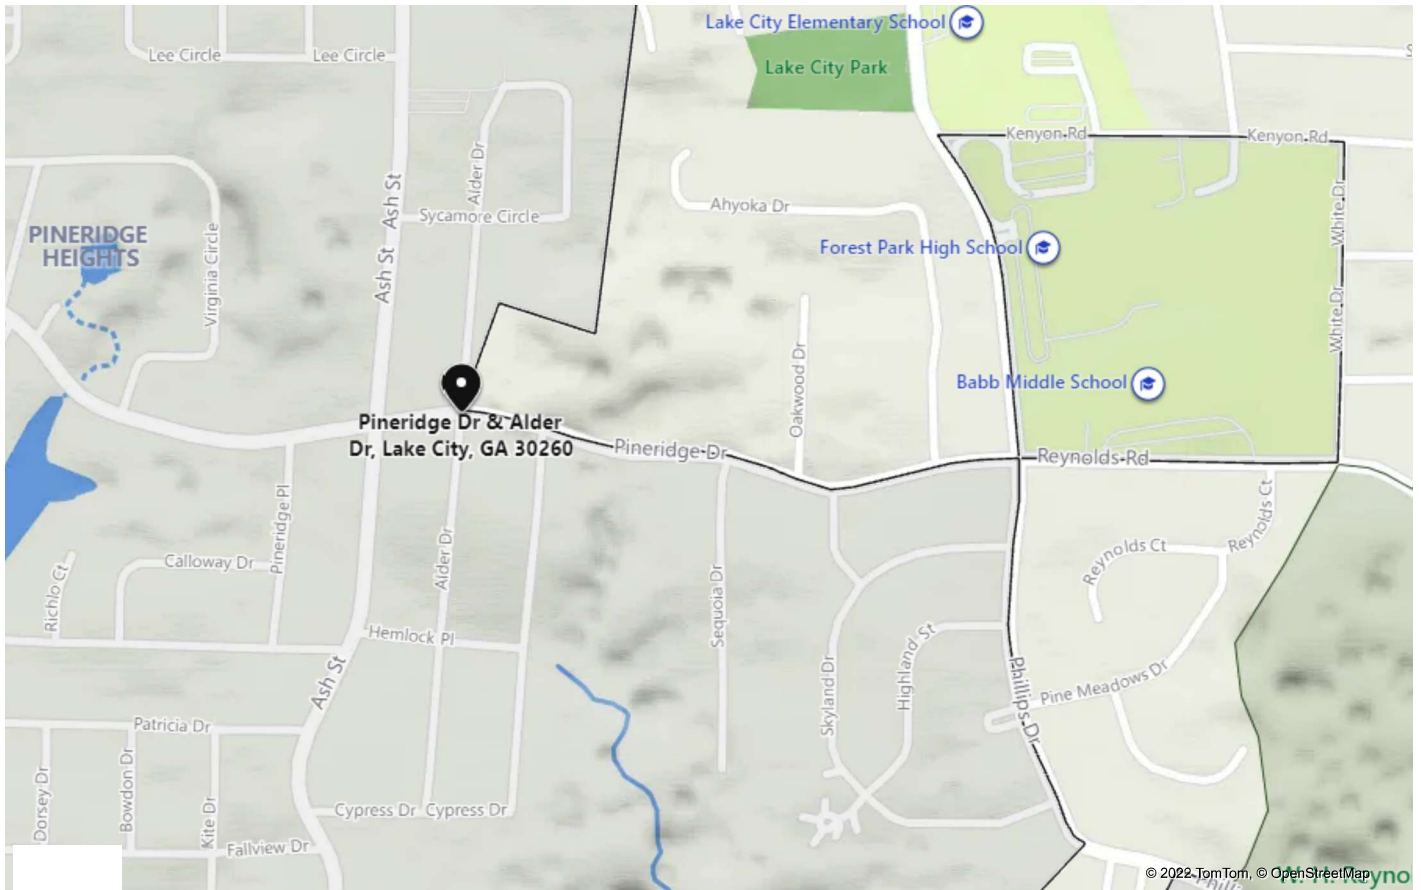 Lake City Elementary School
Lee Circle
Lee Circle
Lake City Park
Kenyon Rd
Kenyon Rd
Alder Dr
Ash St
Ash St
Sycamore Circle
Ahyoka Dr
White Dr
White Dr
PINERIDGE
HEIGHTS
Virginia Circle
Forest Park High School
Babb Middle School
Oakwood Dr
Pineridge Dr & Alder
Dr, Lake City, GA 30260
Pineridge Dr
Reynolds Rd
Pineridge Pl
Reynolds Ct
Reynolds Ct
Alder Dr
Calloway Dr
Richlo Ct
Sequoia Dr
Hemlock Pl
Highland St
Skyland Dr
Ash St
Phillips Dr
Pine Meadows Dr
Patricia Dr
Dorsey Dr
Bowdon Dr
Kite Dr
Cypress Dr
Cypress Dr
Fallview Dr
© 2022 TomTom, © OpenStreetMap